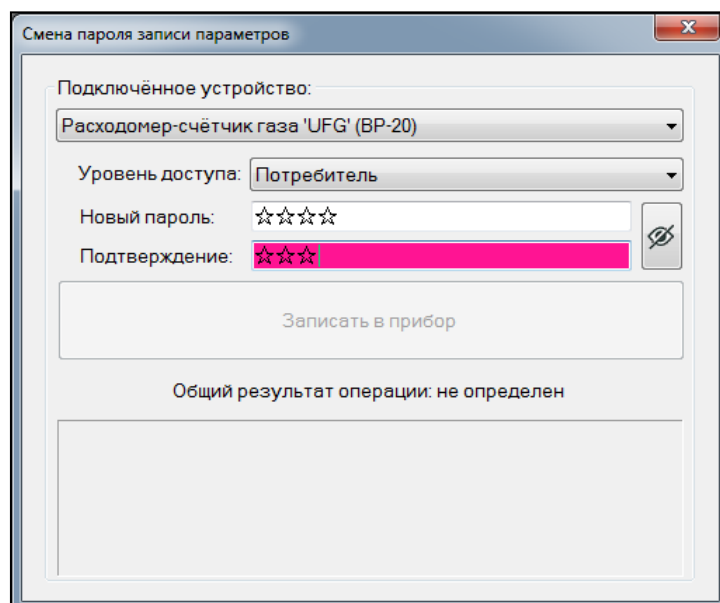 Смена пароля записи параметров
Подключённое устройство:
Расходомер-счётчик газа 'UFG' (ВР-20)
Уровень доступа: Потребитель
Новый пароль: ☆☆☆☆
Подтверждение: ☆☆☆
Записать в прибор
Общий результат операции: не определен